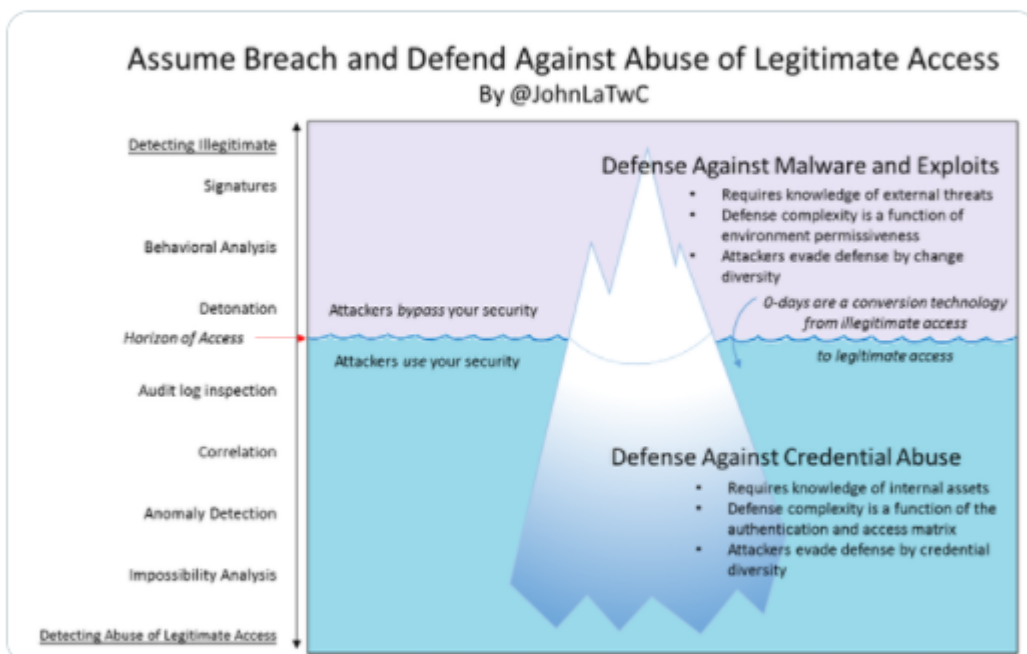 Assume Breach and Defend Against Abuse of Legitimate Access
By @JohnLaTwC
Detecting Illegitimate
Signatures
Behavioral Analysis
Detonation
Horizon of Access
Audit log inspection
Correlation
Anomaly Detection
Impossibility Analysis
Detecting Abuse of Legitimate Access
Attackers bypass your security
Attackers use your security
Defense Against Malware and Exploits
• Requires knowledge of external threats
• Defense complexity is a function of
environment permissiveness
• Attackers evade defense by change
diversity
0-days are a conversion technology
from illegitimate access
to legitimate access
Defense Against Credential Abuse
• Requires knowledge of internal assets
• Defense complexity is a function of the
authentication and access matrix
• Attackers evade defense by credential
diversity